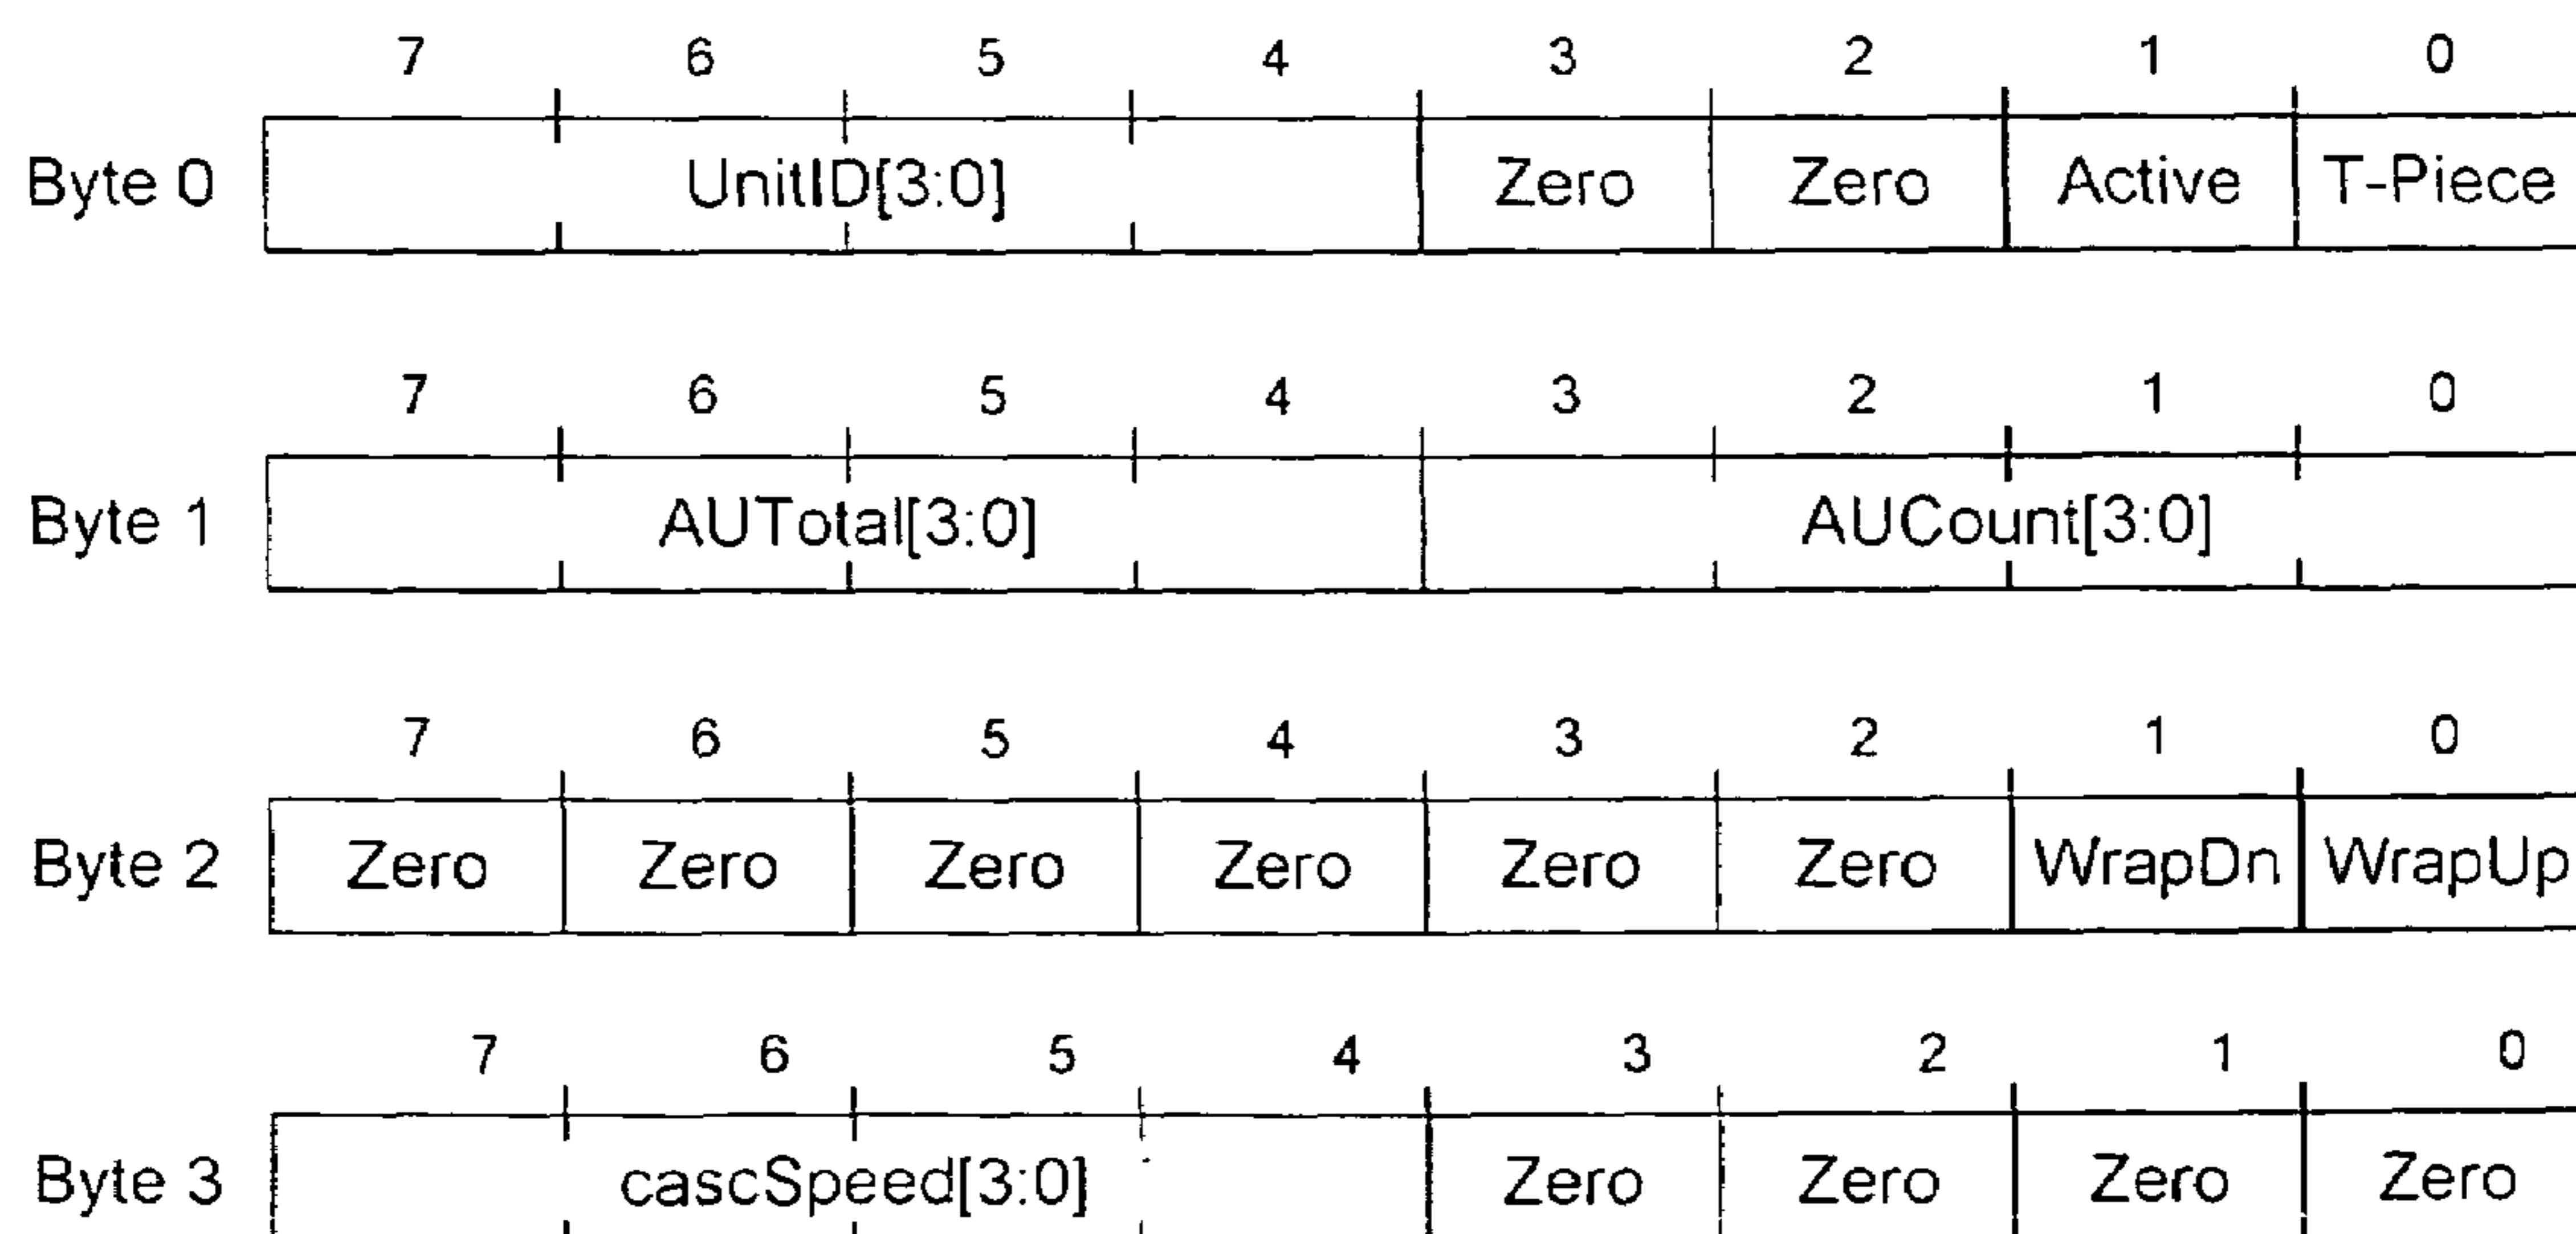 7 6 5 4 3 2 1 0
Byte 0 UnitID[3:0] Zero Zero Active T-Piece
7 6 5 4 3 2 1 0
Byte 1 AUTotal[3:0] AUCount[3:0]
7 6 5 4 3 2 1 0
Byte 2 Zero Zero Zero Zero Zero Zero WrapDn WrapUp
7 6 5 4 3 2 1 0
Byte 3 cascSpeed[3:0] Zero Zero Zero Zero